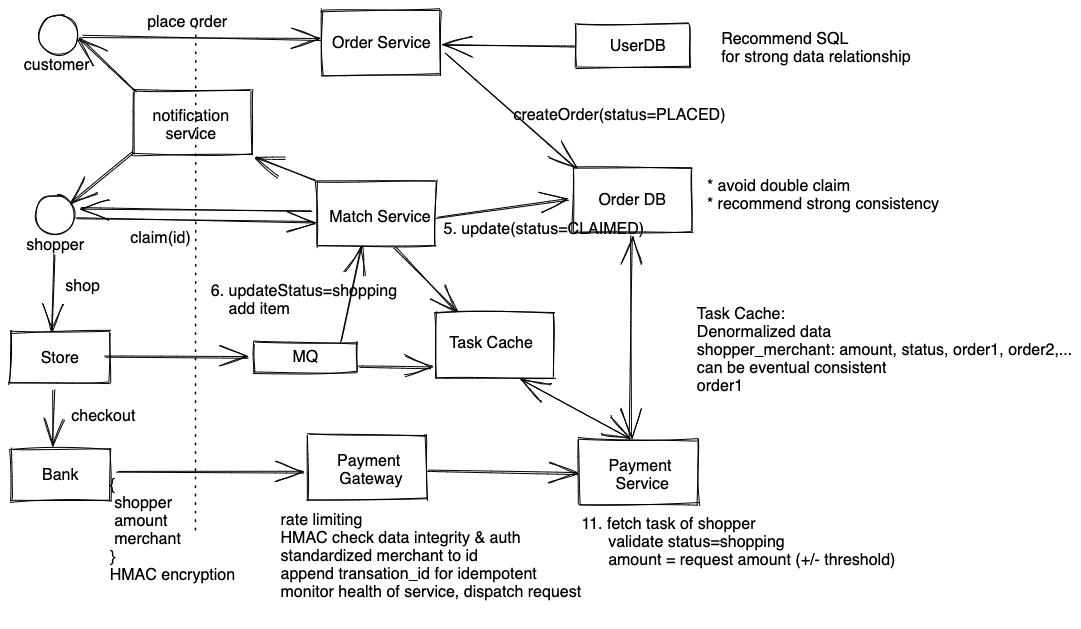 place order
customer
Order Service
UserDB
Recommend SQL
for strong data relationship
notification
service
createOrder(status=PLACED)
Order DB
* avoid double claim
* recommend strong consistency
shopper
claim(id)
Match Service
5. update(status=CLAIMED)
shop
6. updateStatus=shopping
add item
Store
MQ
Task Cache
Task Cache:
Denormalized data
shopper_merchant: amount, status, order1, order2,...
can be eventual consistent
order1
checkout
Bank
{
shopper
amount
merchant
}
HMAC encryption
Payment
Gateway
rate limiting
HMAC check data integrity & auth
standardized merchant to id
append transation_id for idempotent
monitor health of service, dispatch request
Payment
Service
11. fetch task of shopper
validate status=shopping
amount = request amount (+/- threshold)